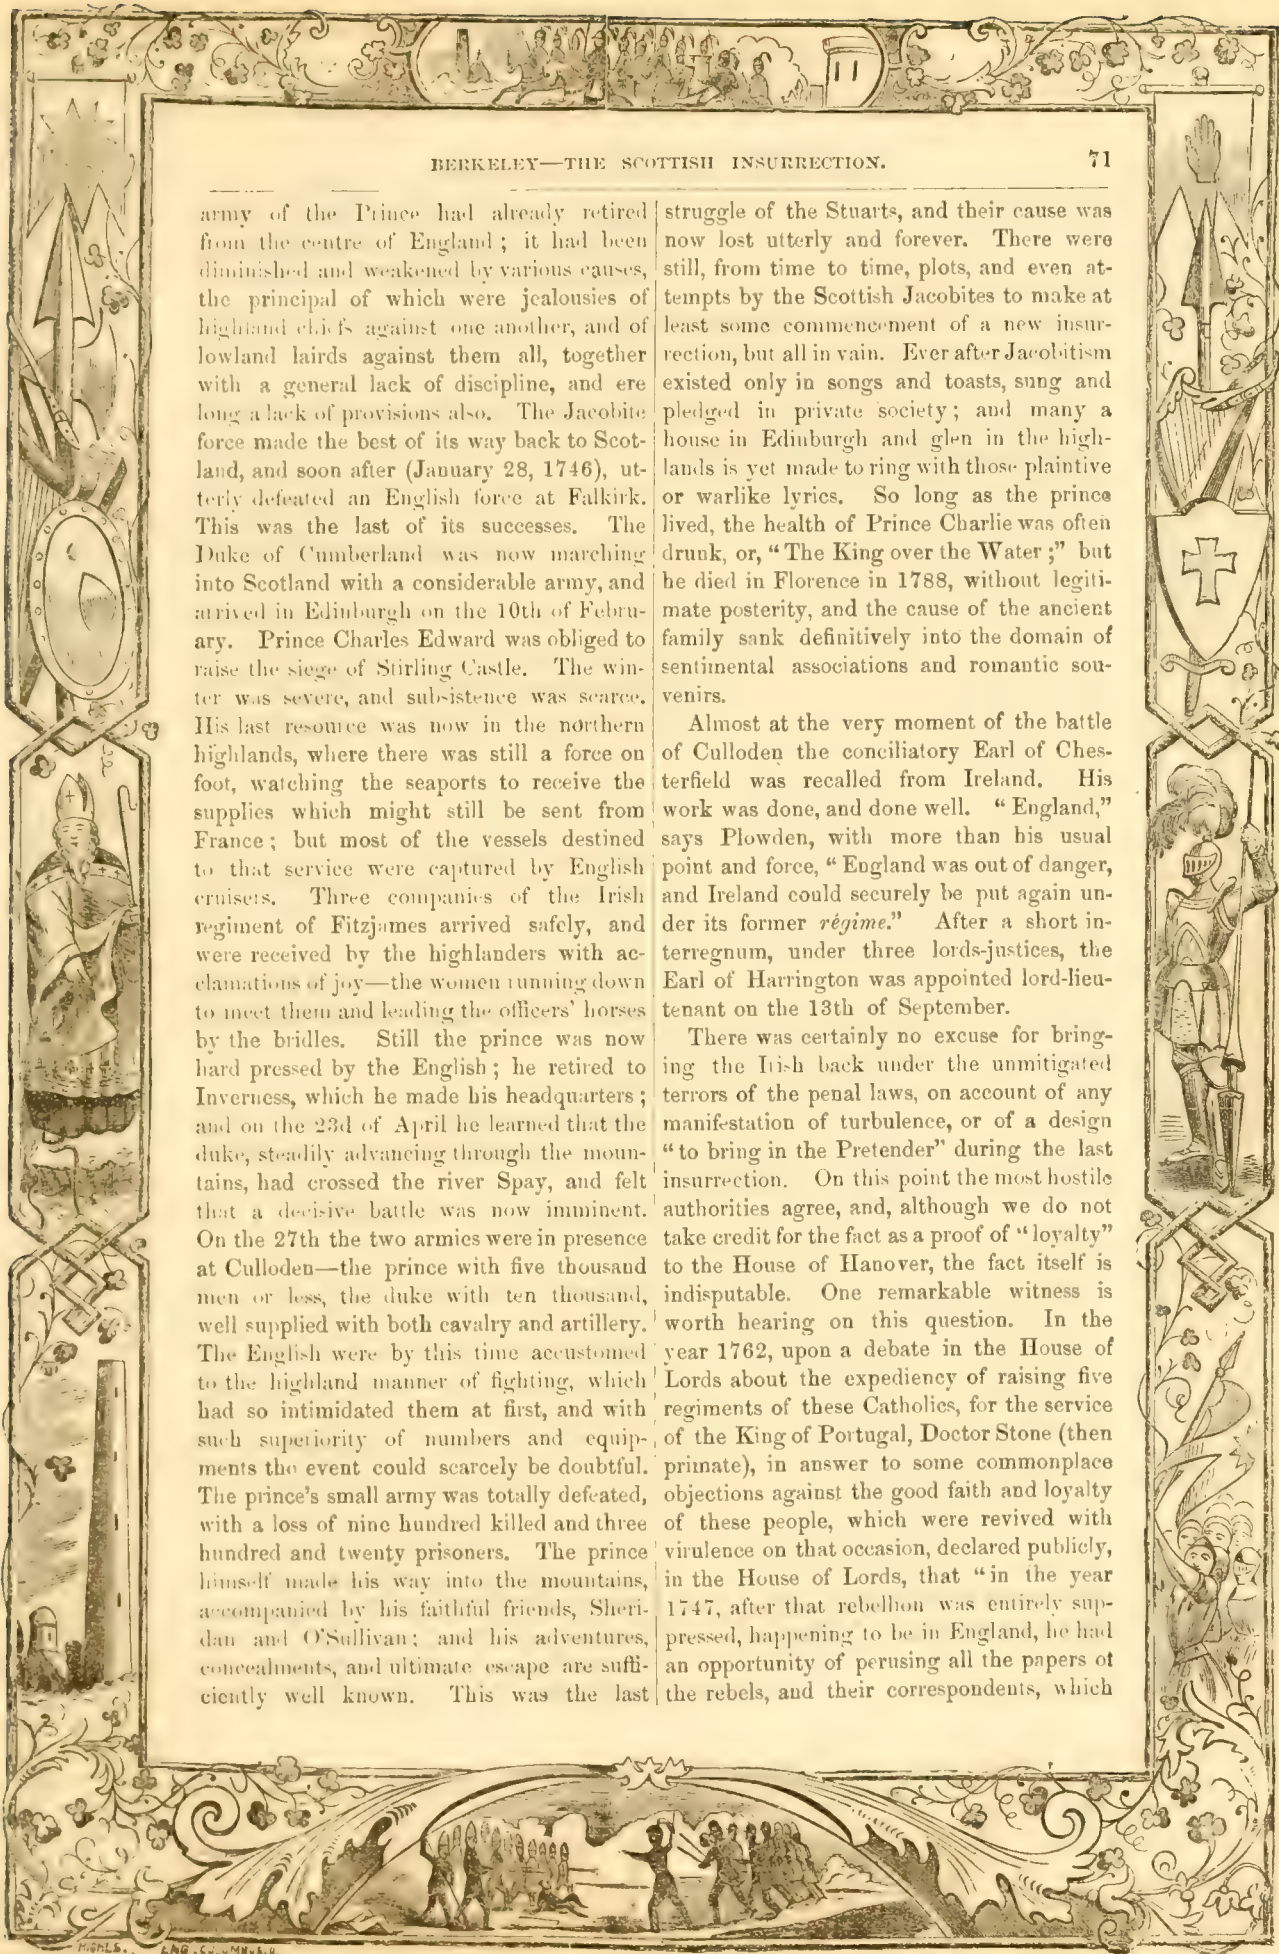 BERKELEY—THE SCOTTISH INSURRECTION.
71
army of the Prince had already retired
from the centre of England ; it had been
diminished and weakened by various causes,
the principal of which were jealousies of
highland chiefs against one another, and of
lowland lairds against them all, together
with a general lack of discipline, and ere
long a lack of provisions also. The Jacobite
force made the best of its way back to Scot-
land, and soon after (January 28, 1746), ut-
terly defeated an English force at Falkirk.
This was the last of its successes. The
Duke of Cumberland was now marching
into Scotland with a considerable army, and
arrived in Edinburgh on the 10th of Febru-
ary. Prince Charles Edward was obliged to
raise the siege of Stirling Castle. The win-
ter was severe, and subsistence was scarce.
His last resource was now in the northern
highlands, where there was still a force on
foot, watching the seaports to receive the
supplies which might still be sent from
France ; but most of the vessels destined
to that service were captured by English
cruisers. Three companies of the Irish
regiment of Fitzjames arrived safely, and
were received by the highlanders with ac-
clamations of joy—the women running down
to meet them and leading the officers' horses
by the bridles. Still the prince was now
hard pressed by the English ; he retired to
Inverness, which he made his headquarters ;
and on the 23d of April he learned that the
duke, steadily advancing through the moun-
tains, had crossed the river Spay, and felt
that a decisive battle was now imminent.
On the 27th the two armies were in presence
at Culloden—the prince with five thousand
men or less, the duke with ten thousand,
well supplied with both cavalry and artillery.
The English were by this time accustomed
to the highland manner of fighting, which
had so intimidated them at first, and with
such superiority of numbers and equip-
ments the event could scarcely be doubtful.
The prince's small army was totally defeated,
with a loss of nine hundred killed and three
hundred and twenty prisoners. The prince
himself made his way into the mountains,
accompanied by his faithful friends, Sheri-
dan and O'Sullivan ; and his adventures,
concealments, and ultimate escape are suffi-
ciently well known. This was the last
struggle of the Stuarts, and their cause was
now lost utterly and forever. There were
still, from time to time, plots, and even at-
tempts by the Scottish Jacobites to make at
least some commencement of a new insur-
rection, but all in vain. Ever after Jacobitism
existed only in songs and toasts, sung and
pledged in private society ; and many a
house in Edinburgh and glen in the high-
lands is yet made to ring with those plaintive
or warlike lyrics. So long as the prince
lived, the health of Prince Charlie was often
drunk, or, “ The King over the Water ;” but
he died in Florence in 1788, without legiti-
mate posterity, and the cause of the ancient
family sank definitively into the domain of
sentimental associations and romantic sou-
venirs.
Almost at the very moment of the battle
of Culloden the conciliatory Earl of Ches-
terfield was recalled from Ireland. His
work was done, and done well. “ England,”
says Plowden, with more than his usual
point and force, “ England was out of danger,
and Ireland could securely be put again un-
der its former régime.” After a short in-
terregnum, under three lords-justices, the
Earl of Harrington was appointed lord-lieu-
tenant on the 13th of September.
There was certainly no excuse for bring-
ing the Irish back under the unmitigated
terrors of the penal laws, on account of any
manifestation of turbulence, or of a design
“ to bring in the Pretender” during the last
insurrection. On this point the most hostile
authorities agree, and, although we do not
take credit for the fact as a proof of “ loyalty”
to the House of Hanover, the fact itself is
indisputable. One remarkable witness is
worth hearing on this question. In the
year 1762, upon a debate in the House of
Lords about the expediency of raising five
regiments of these Catholics, for the service
of the King of Portugal, Doctor Stone (then
primate), in answer to some commonplace
objections against the good faith and loyalty
of these people, which were revived with
virulence on that occasion, declared publicly,
in the House of Lords, that “ in the year
1747, after that rebellion was entirely sup-
pressed, happening to be in England, he had
an opportunity of perusing all the papers of
the rebels, and their correspondents, which